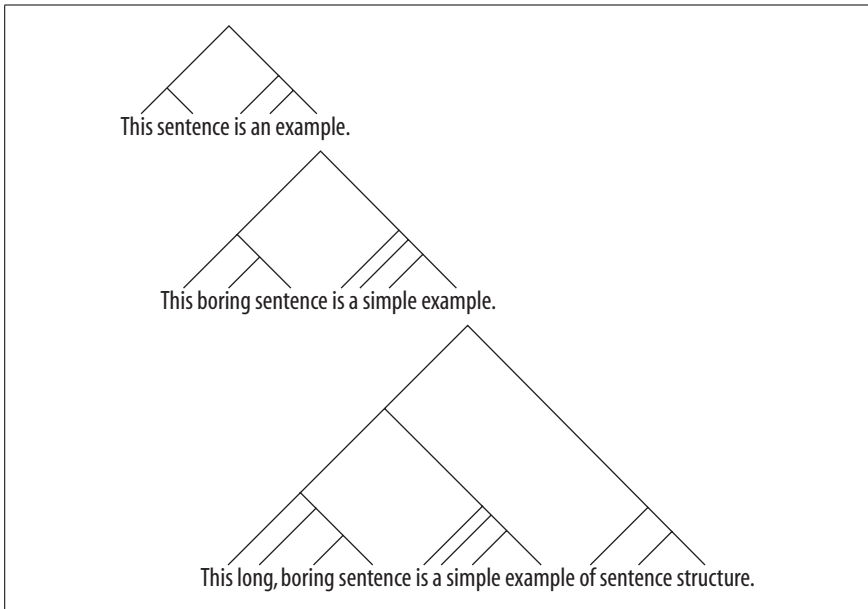 This sentence is an example.
This boring sentence is a simple example.
This long, boring sentence is a simple example of sentence structure.